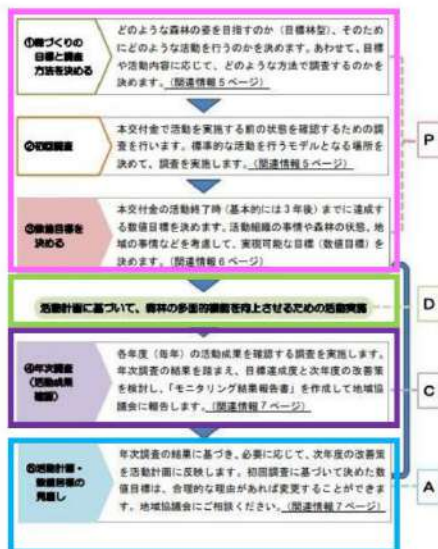 ①森づくりの
目標と調査
方法を決める
どのような森林の姿を目指すのか（目標林型）、そのため
にどのような活動を行うのかを決めます。あわせて、目標
や活動内容に応じて、どのような方法で調査するのかを
決めます。（関連情報５ページ）
②初回調査
本交付金で活動を実施する前の状態を確認するための調
査を行います。標準的な活動を行うモデルとなる場所を
決めて、調査を実施します。（関連情報５ページ）
③数値目標を
決める
本交付金の活動終了時（基本的には３年後）までに達成す
る数値目標を決めます。活動組織の事情や森林の状態、地
域の事情などを考慮して、実現可能な目標（数値目標）を
決めます。（関連情報６ページ）
P
活動計画に基づいて、森林の多面的機能を向上させるための活動実施
D
④年次調査
（活動成果
確認）
各年度（毎年）の活動成果を確認する調査を実施します。
年次調査の結果を踏まえ、目標達成度と次年度の改善策
を検討し、「モニタリング結果報告書」を作成して地域協
議会に報告します。（関連情報７ページ）
C
⑤活動計画・
数値目標の
見直し
年次調査の結果に基づき、必要に応じて、次年度の改善策
を活動計画に反映します。初回調査に基づいて決めた数
値目標は、合理的な理由があれば変更することができま
す。地域協議会にご相談ください。（関連情報７ページ）
A